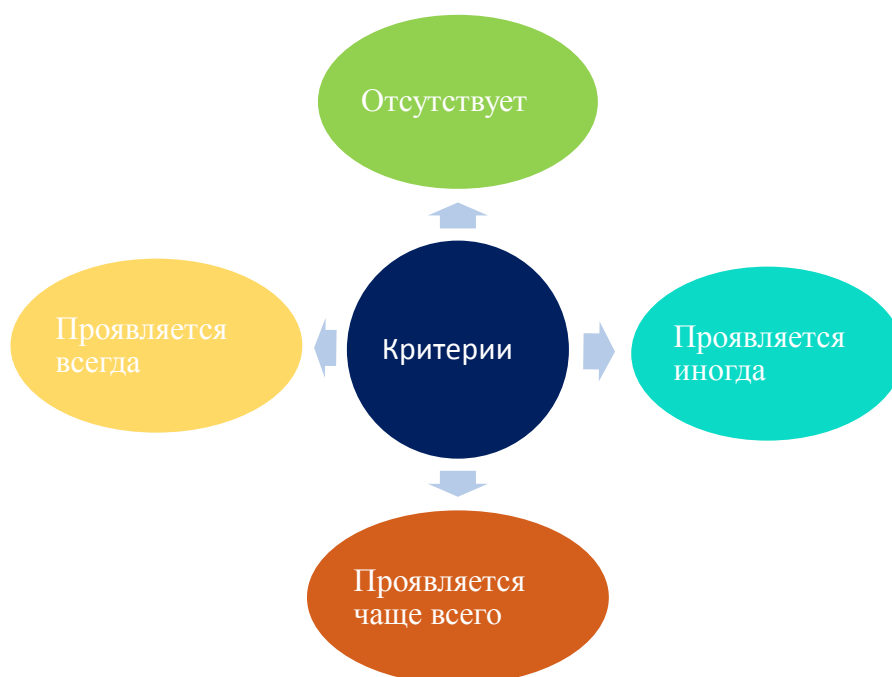 Отсутствует
Проявляется
всегда
Критерии
Проявляется
иногда
Проявляется
чаще всего